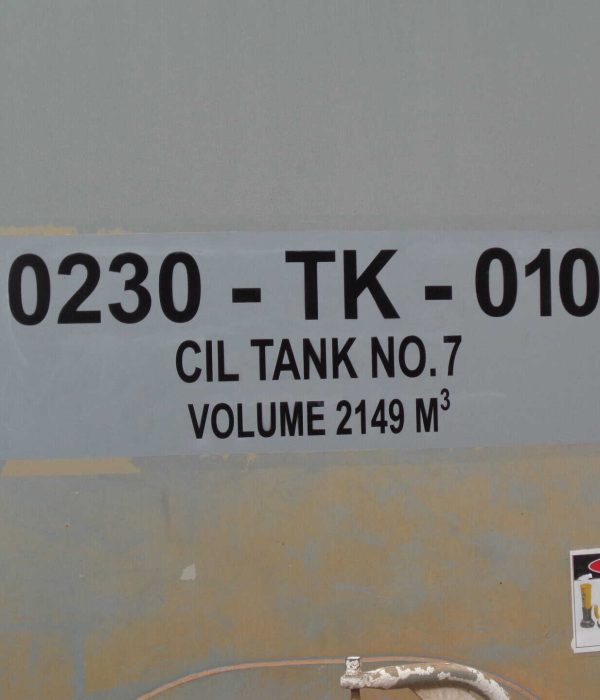 0230 - TK - 010
CIL TANK NO.7
VOLUME 2149 M³